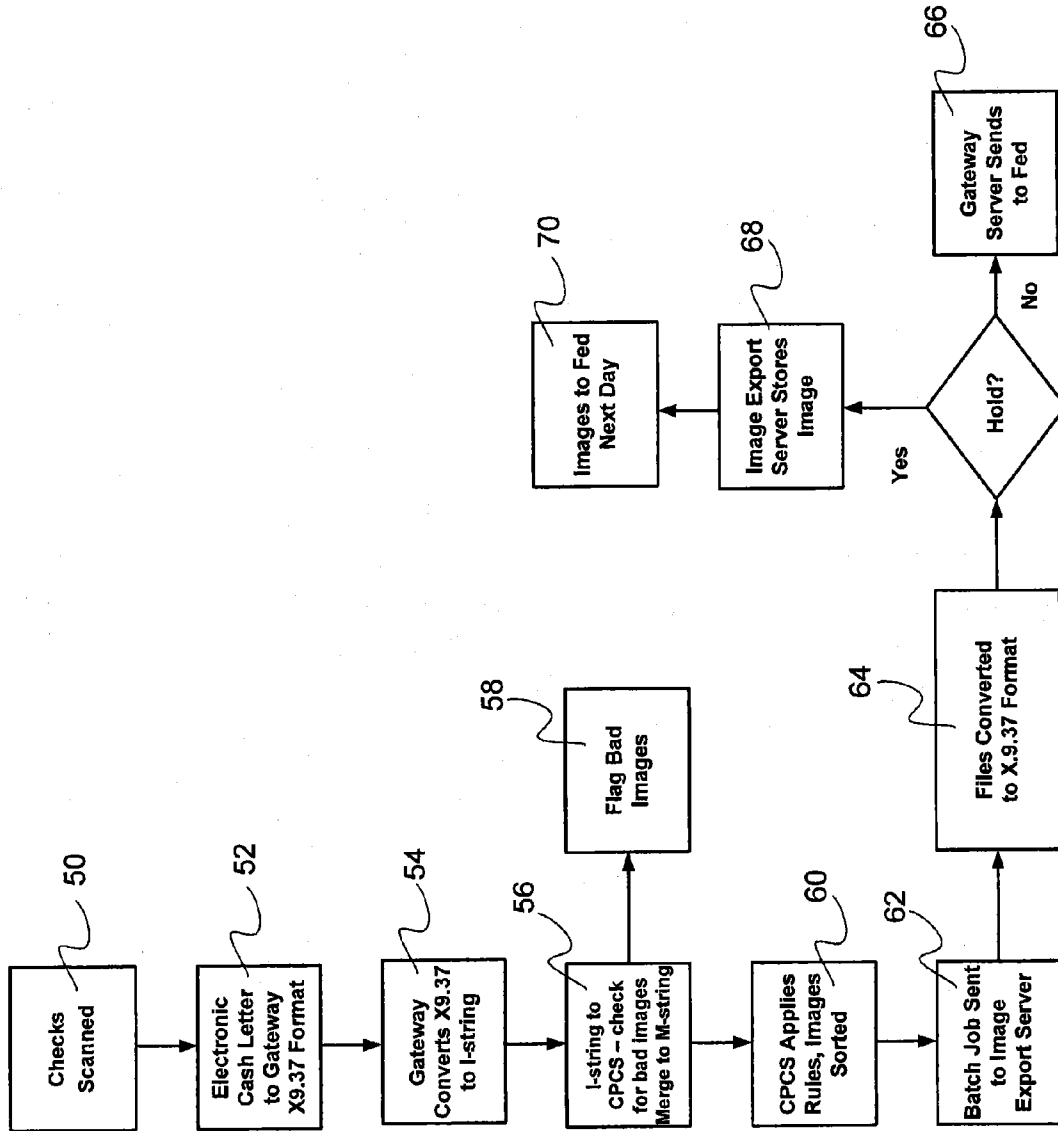 50
Checks
Scanned
52
Electronic
Cash Letter
to Gateway
X9.37 Format
54
Gateway
Converts X9.37
to I-string
56
I-string to
CPCS – check
for bad images
Merge to M-string
58
Flag Bad
Images
60
CPCS Applies
Rules, Images
Sorted
62
Batch Job Sent
to Image
Export Server
64
Files Converted
to X.9.37 Format
Hold?
Yes
No
68
Image Export
Server Stores
Image
70
Images to Fed
Next Day
66
Gateway
Server Sends
to Fed